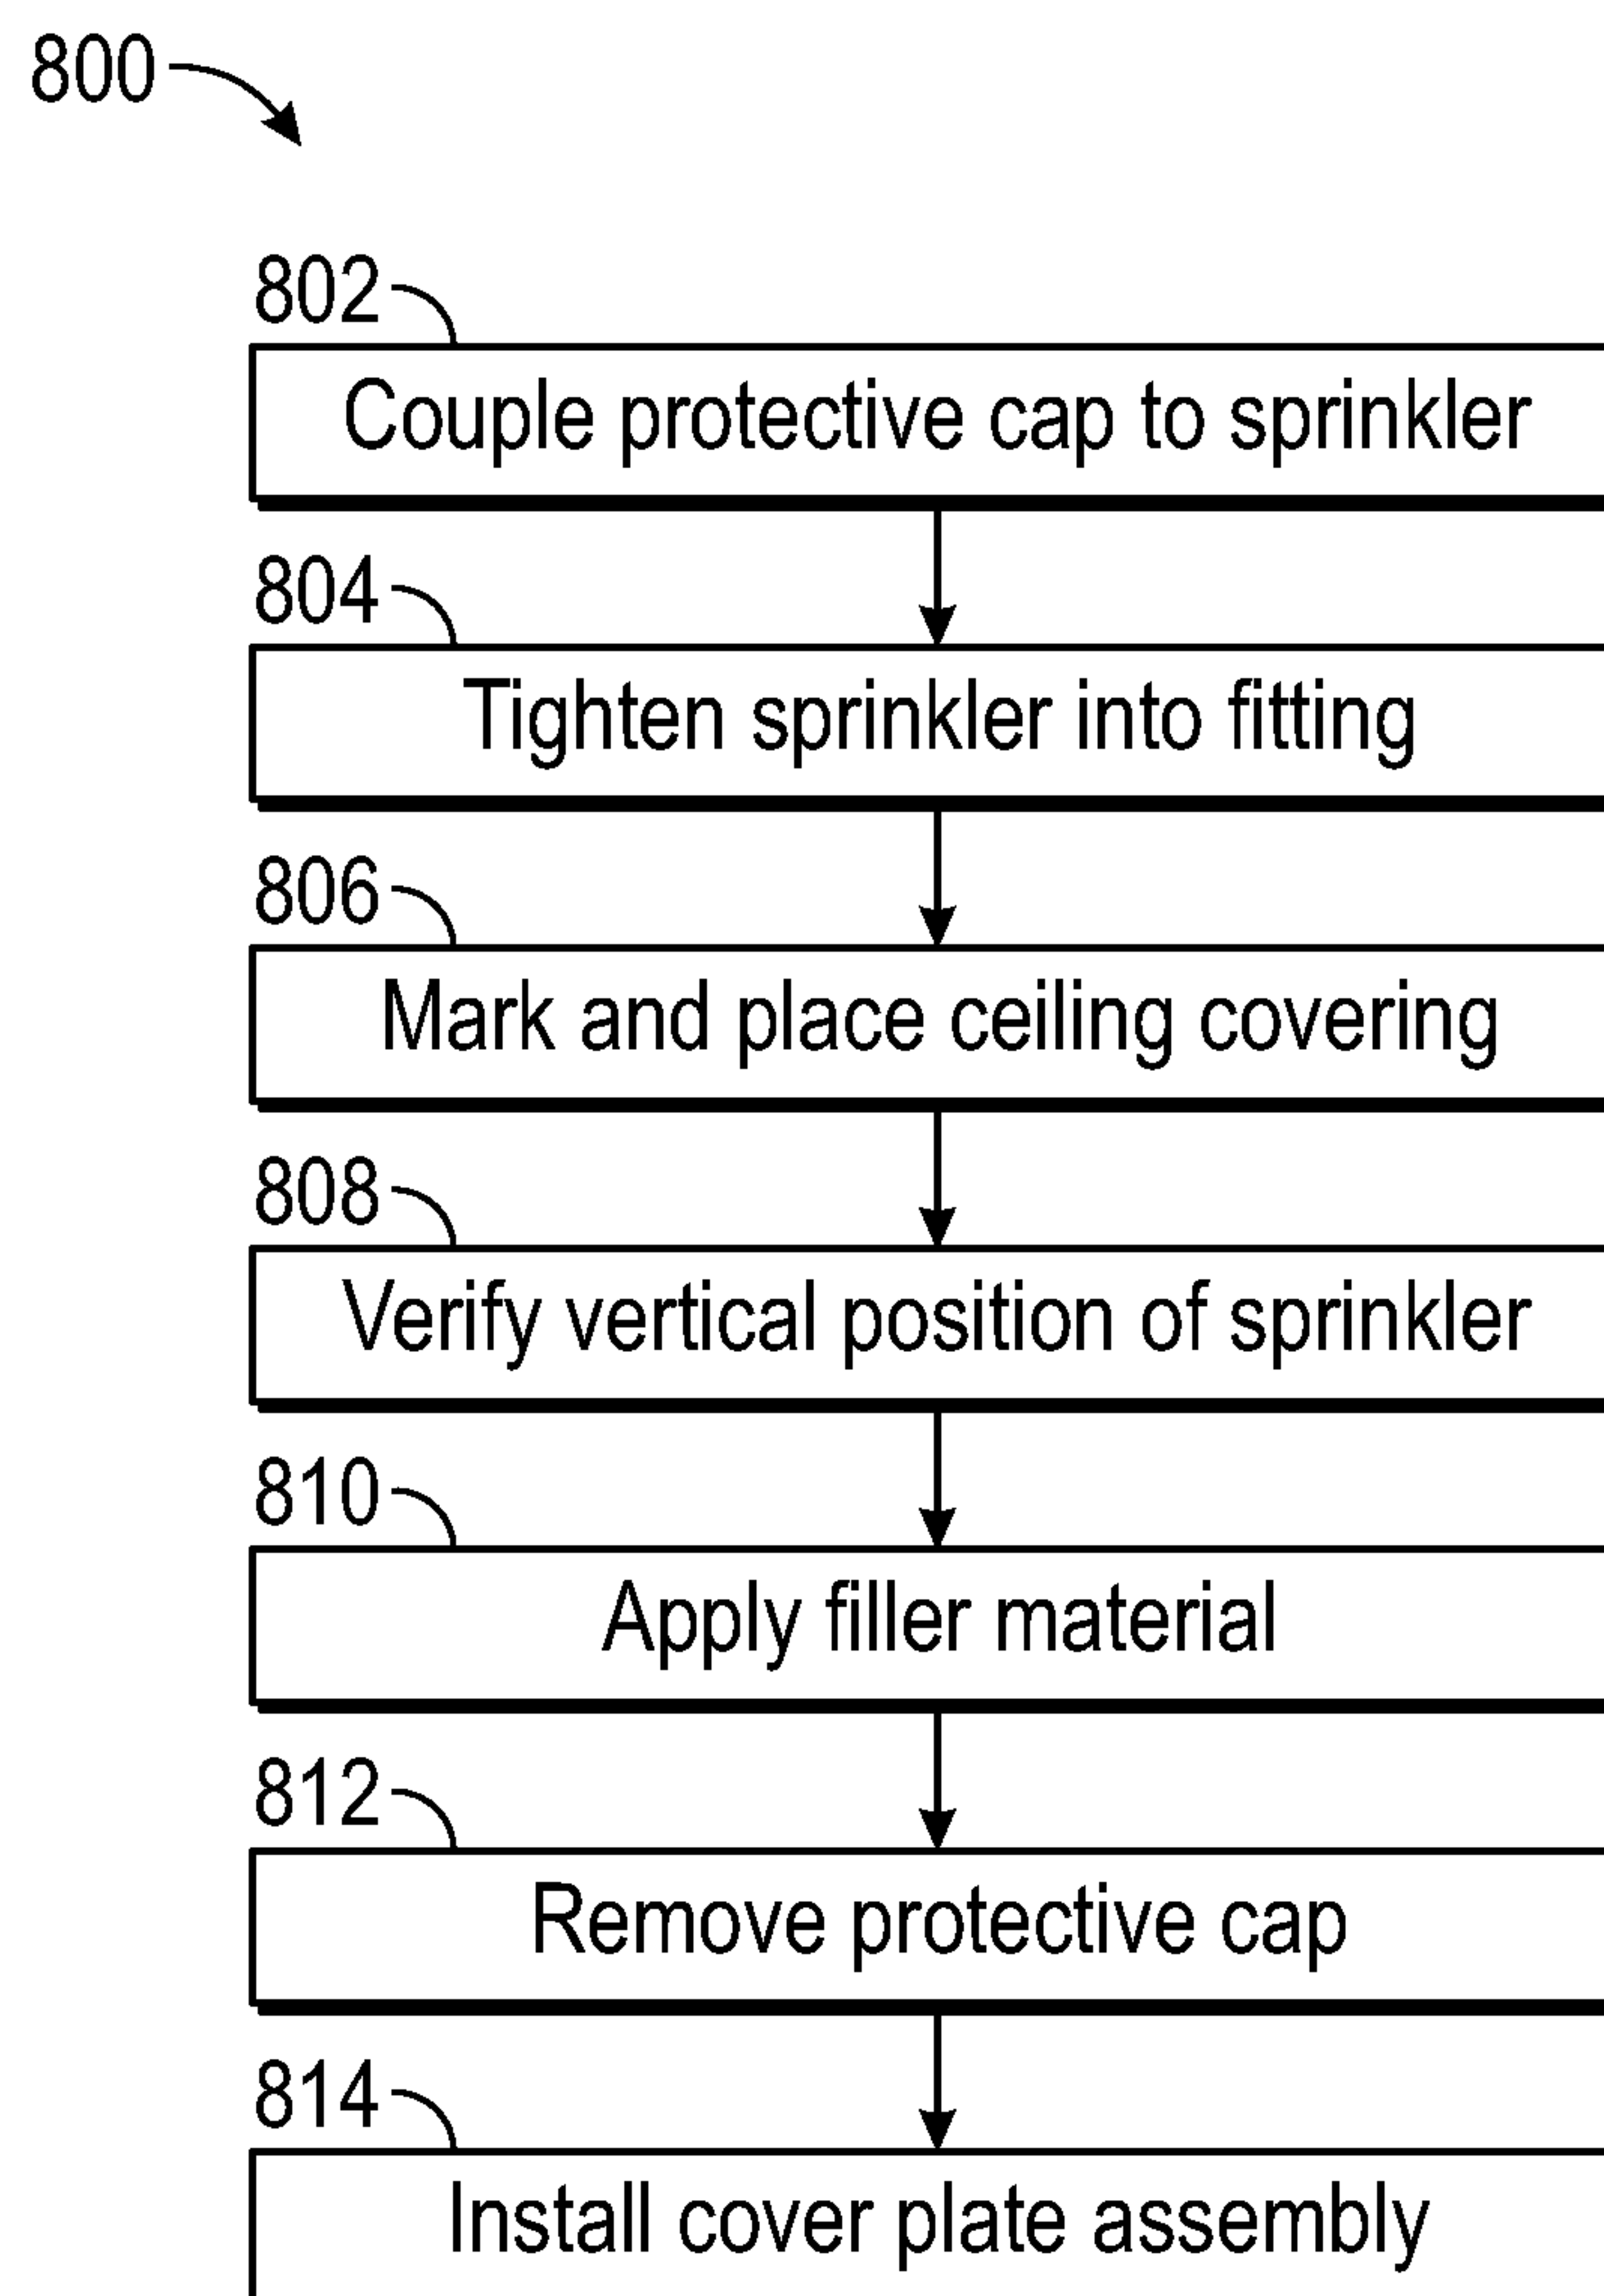 800
802
Couple protective cap to sprinkler
804
Tighten sprinkler into fitting
806
Mark and place ceiling covering
808
Verify vertical position of sprinkler
810
Apply filler material
812
Remove protective cap
814
Install cover plate assembly